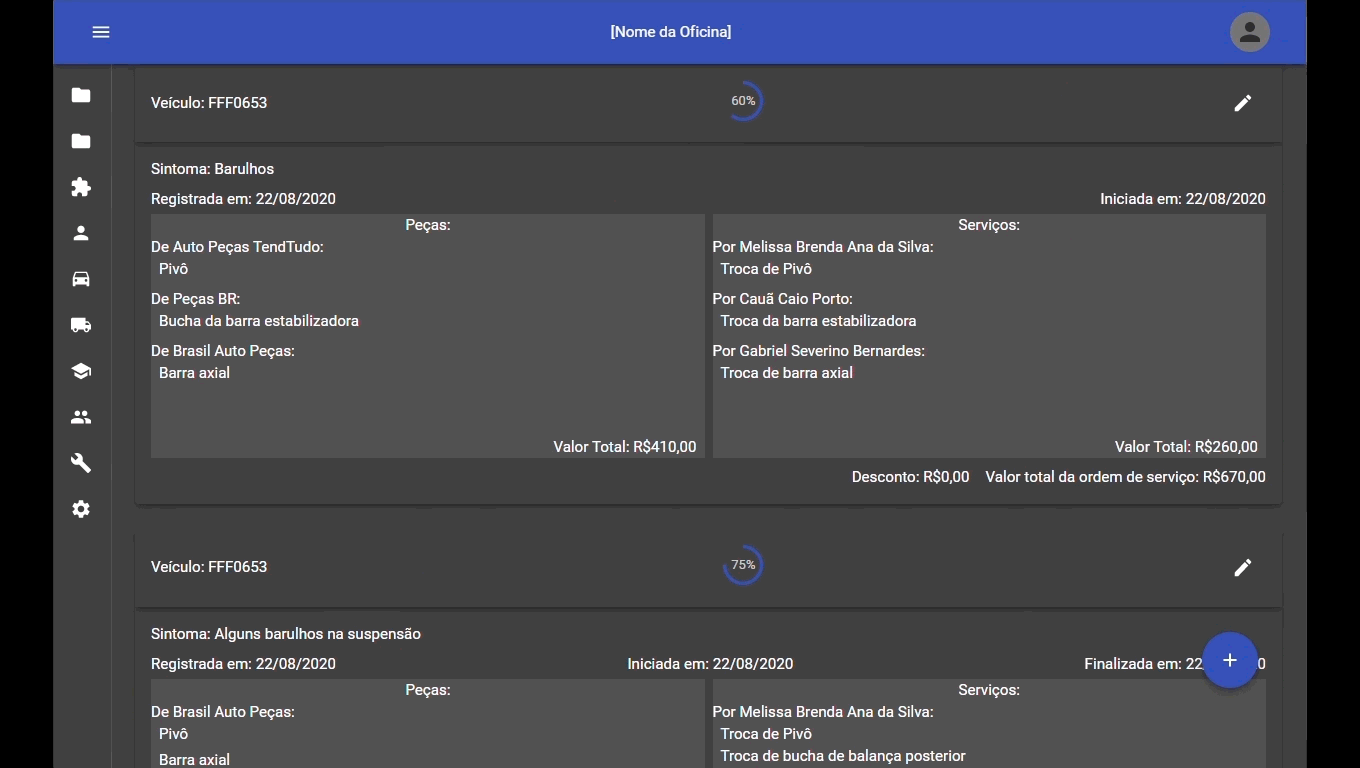 [Nome da Oficina]
Veículo: FFF0653
60%
Sintoma: Barulhos
Registrada em: 22/08/2020
Iniciada em: 22/08/2020
Peças:
De Auto Peças TendTudo:
Pivô
De Peças BR:
Bucha da barra estabilizadora
De Brasil Auto Peças:
Barra axial
Valor Total: R$410,00
Serviços:
Por Melissa Brenda Ana da Silva:
Troca de Pivô
Por Cauã Caio Porto:
Troca da barra estabilizadora
Por Gabriel Severino Bernardes:
Troca de barra axial
Valor Total: R$260,00
Desconto: R$0,00 Valor total da ordem de serviço: R$670,00
Veículo: FFF0653
75%
Sintoma: Alguns barulhos na suspensão
Registrada em: 22/08/2020
Iniciada em: 22/08/2020
Finalizada em: 22
Peças:
De Brasil Auto Peças:
Pivô
Barra axial
Serviços:
Por Melissa Brenda Ana da Silva:
Troca de Pivô
Troca de bucha de balança posterior